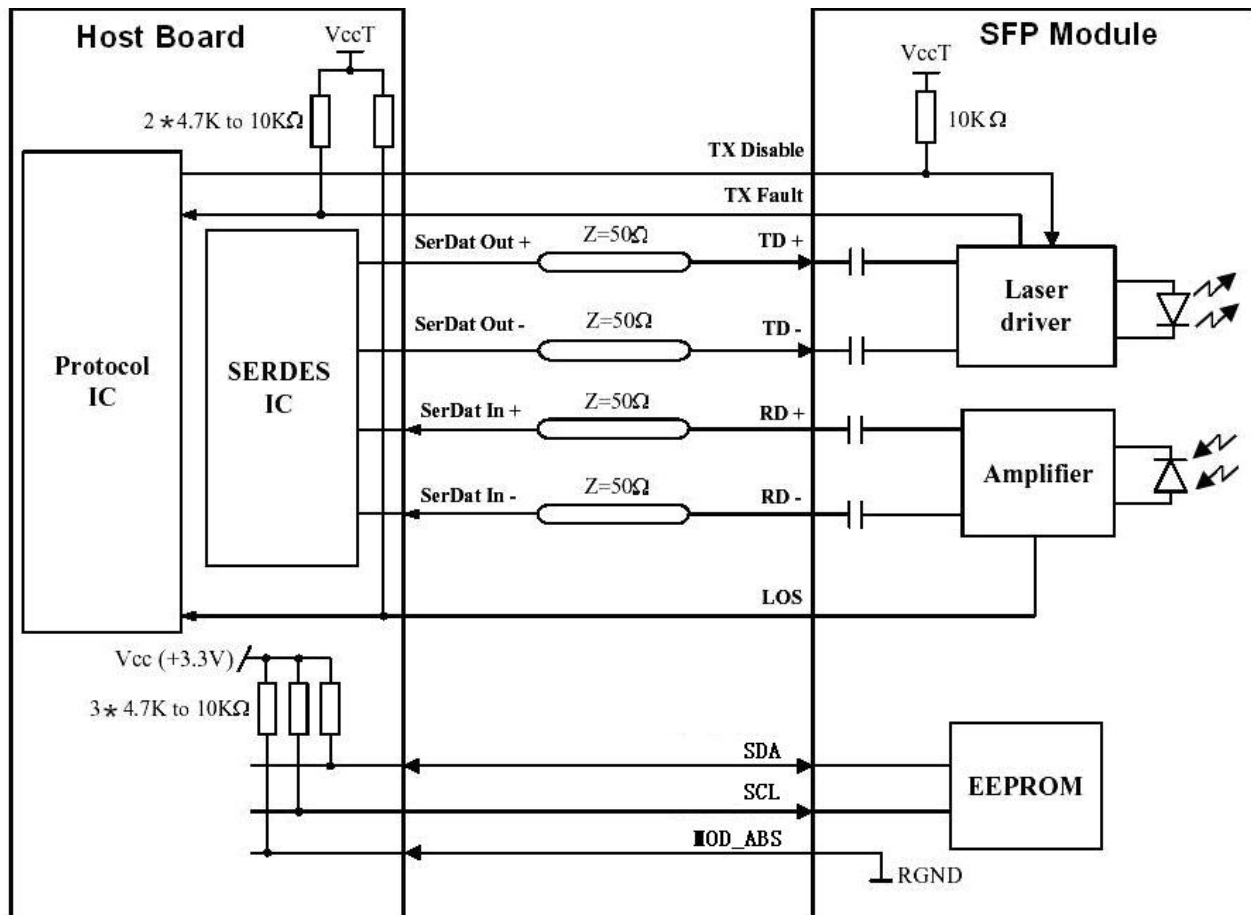 Host Board
SFP Module
VccT
VccT
2*4.7K to 10KΩ
10KΩ
TX Disable
TX Fault
SerDat Out +
Z=50Ω
TD +
SerDat Out -
Z=50Ω
TD -
Laser
driver
Protocol
IC
SERDES
IC
SerDat In +
Z=50Ω
RD +
SerDat In -
Z=50Ω
RD -
Amplifier
LOS
Vcc (+3.3V)
3*4.7K to 10KΩ
SDA
SCL
MOD_ABS
EEPROM
RGND